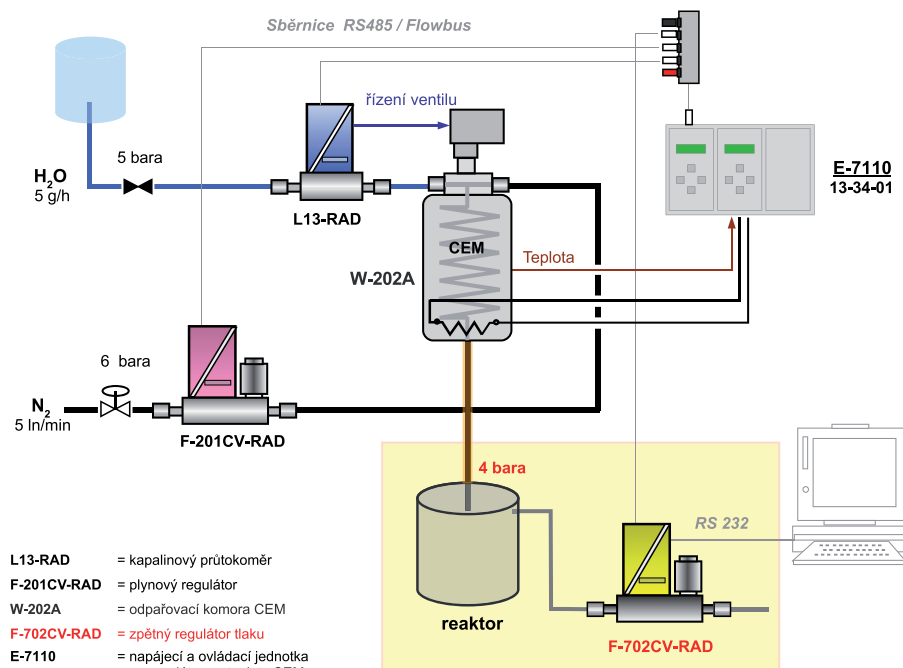 Sběrnice RS485 / Flowbus
řízení ventilu
5 bara
H₂O
5 g/h
E-7110
13-34-01
L13-RAD
CEM
Teplota
W-202A
6 bara
N₂
5 ln/min
F-201CV-RAD
4 bara
RS 232
reaktor
F-702CV-RAD
L13-RAD = kapalinový průtokoměr
F-201CV-RAD = plynový regulátor
W-202A = odpařovací komora CEM
F-702CV-RAD = zpětný regulátor tlaku
E-7110 = napájecí a ovládací jednotka